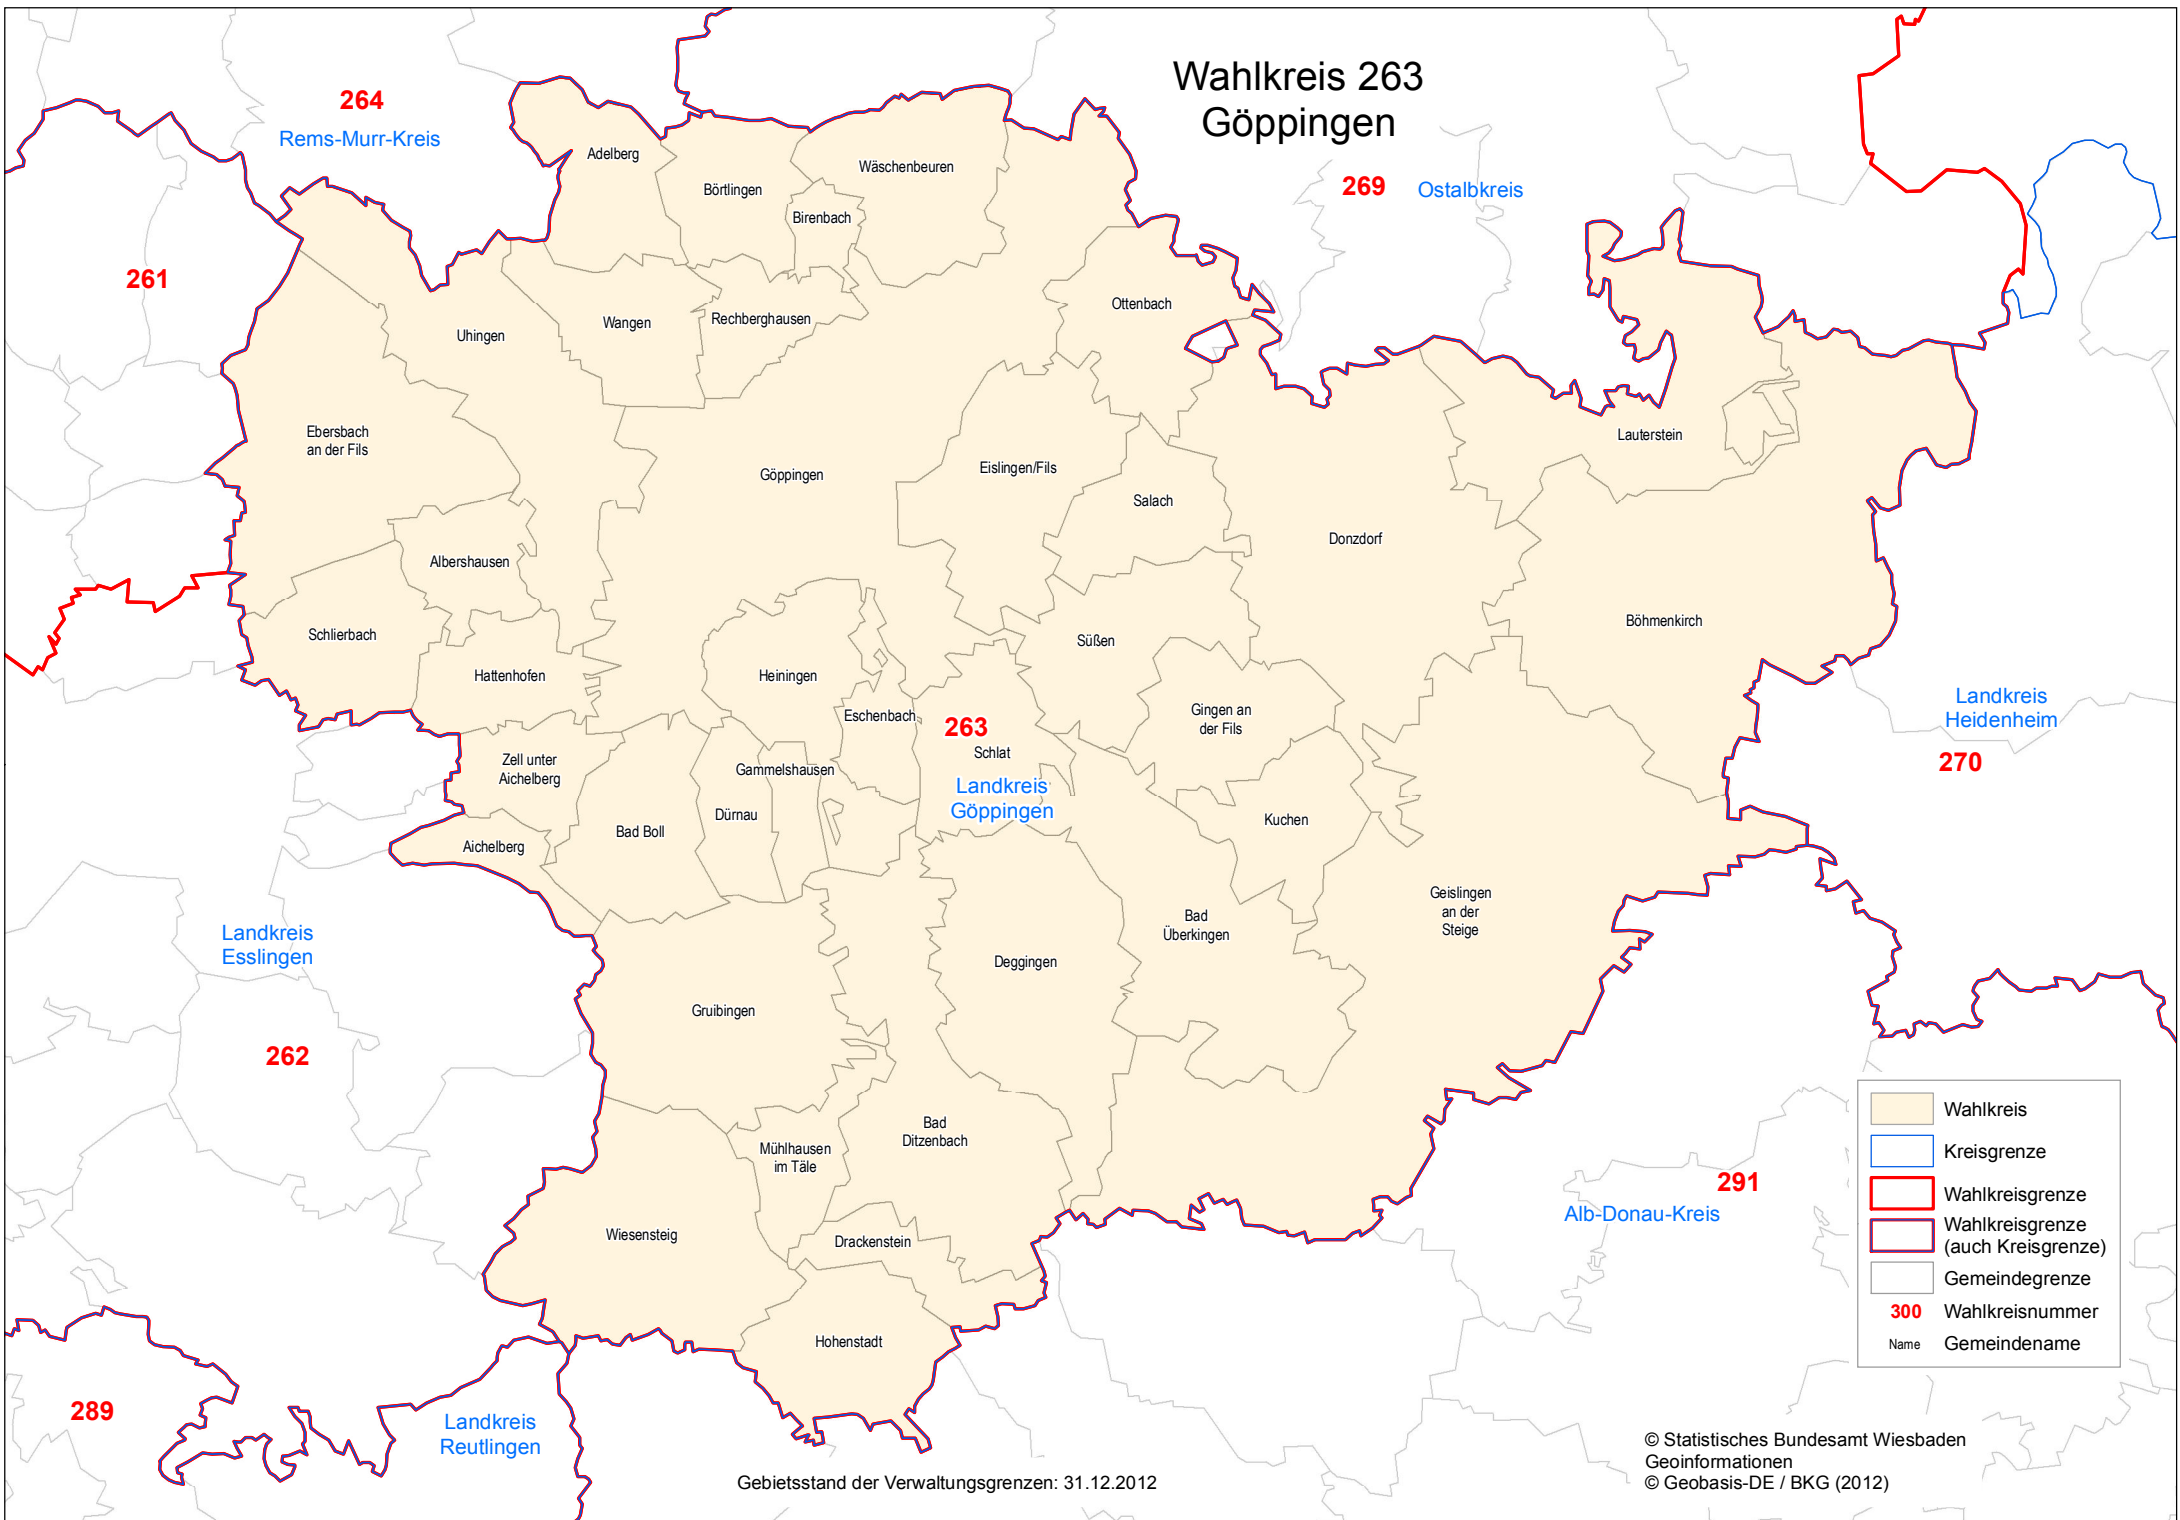 Wahlkreis 263
Göppingen
264
Rems-Murr-Kreis
Adelberg
Börtlingen
Wäschenbeuren
Birenbach
269 Ostalbkreis
261
Uhingen
Wangen
Rechberghausen
Ottenbach
Ebersbach
an der Fils
Göppingen
Eislingen/Fils
Salach
Lauterstein
Donzdorf
Albershausen
Schlierbach
Süßen
Böhmenkirch
Hattenhofen
Heiningen
Eschenbach
263
Schlat
Landkreis
Göppingen
Gingen an
der Fils
Landkreis
Heidenheim
270
Zell unter
Aichelberg
Gammelshausen
Dürnau
Bad Boll
Aichelberg
Kuchen
Geislingen
an der
Steige
Bad
Überkingen
Landkreis
Esslingen
Deggingen
Gruibingen
262
Bad
Ditzenbach
Mühlhausen
im Täle
Wiesensteig
Drackenstein
Hohenstadt
291
Alb-Donau-Kreis
289
Landkreis
Reutlingen
Wahlkreis
Kreisgrenze
Wahlkreisgrenze
Wahlkreisgrenze
(auch Kreisgrenze)
Gemeindegrenze
300 Wahlkreisnummer
Name Gemeindename
Gebietsstand der Verwaltungsgrenzen: 31.12.2012
© Statistisches Bundesamt Wiesbaden
Geoinformationen
© Geobasis-DE / BKG (2012)